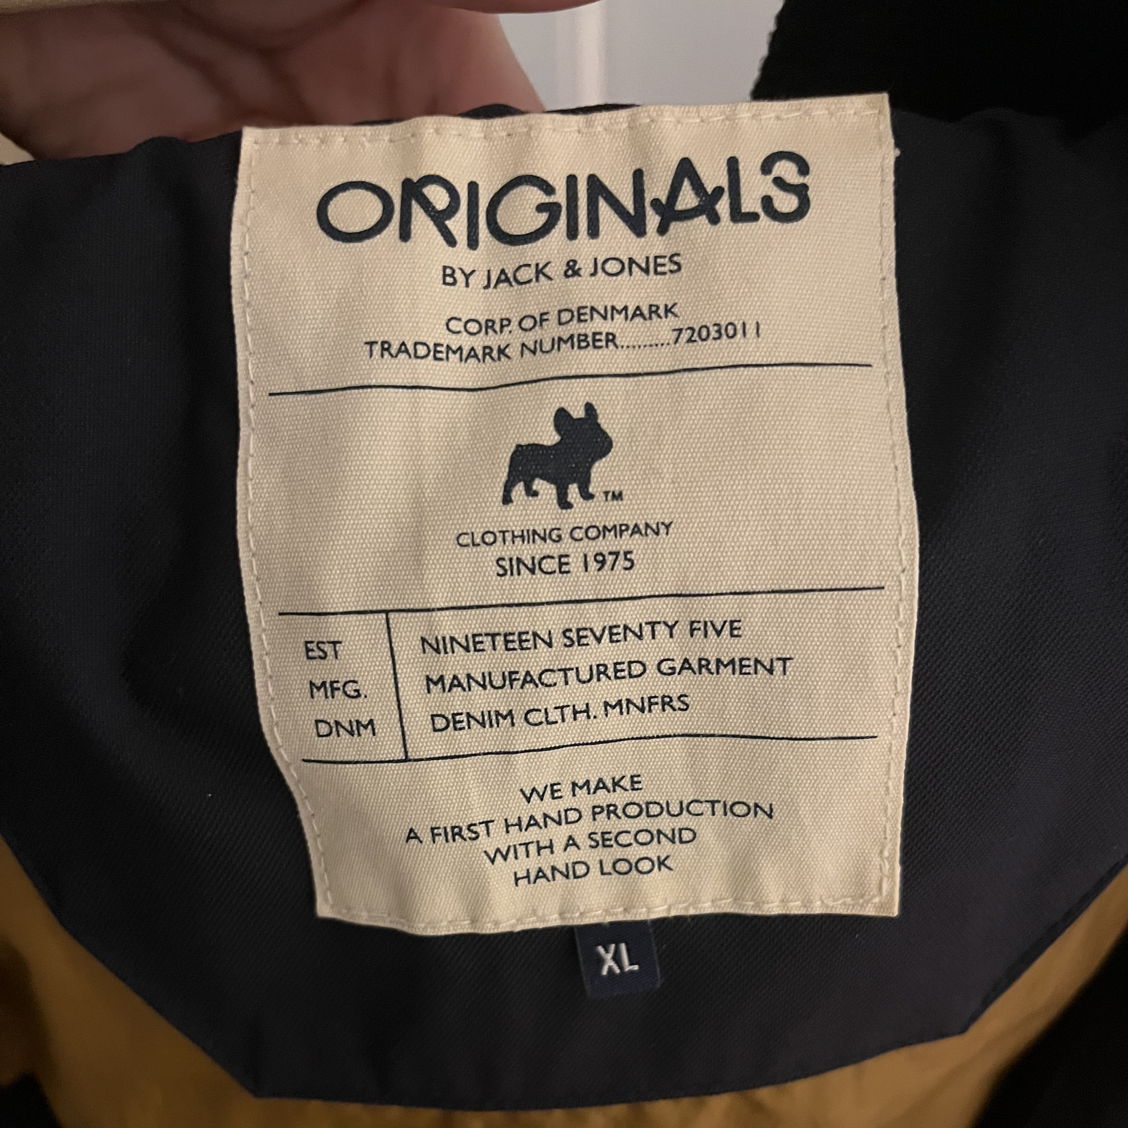 ORIGINALS
BY JACK & JONES
CORP. OF DENMARK
TRADEMARK NUMBER.........7203011
TM
CLOTHING COMPANY
SINCE 1975
EST NINETEEN SEVENTY FIVE
MFG. MANUFACTURED GARMENT
DNM DENIM CLTH. MNFRS
WE MAKE
A FIRST HAND PRODUCTION
WITH A SECOND
HAND LOOK
XL